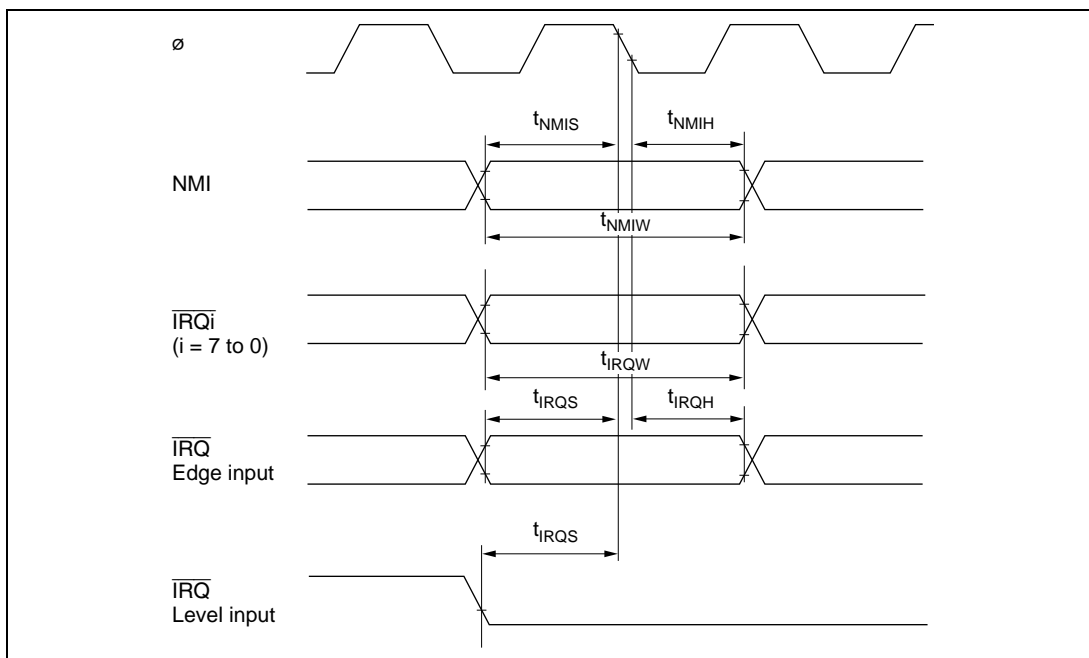 ø
tNMIS
tNMIH
NMI
tNMIW
IRQi
(i = 7 to 0)
tIRQW
tIRQS
tIRQH
IRQ
Edge input
tIRQS
IRQ
Level input